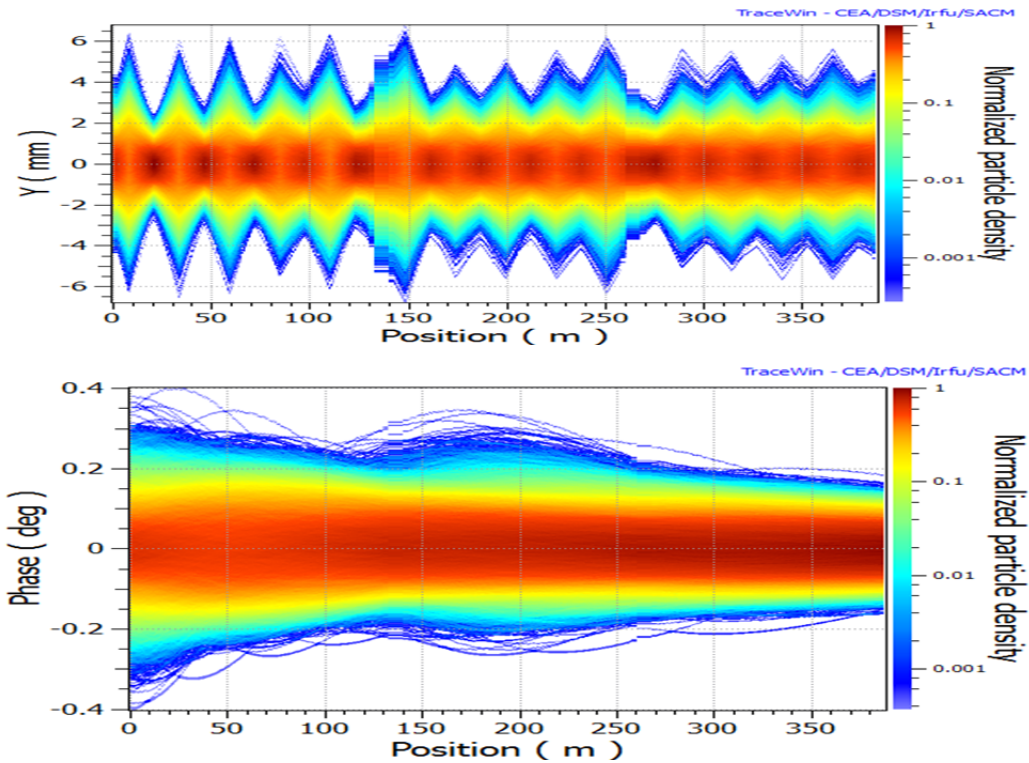 TraceWin - CEA/DSM/Irfu/SACM
6
4
2
0
-2
-4
-6
Y ( mm )
0 50 100 150 200 250 300 350
Position ( m )
1
0.1
0.01
0.001
Normalized particle density
TraceWin - CEA/DSM/Irfu/SACM
0.4
0.2
0
-0.2
-0.4
Phase ( deg )
0 50 100 150 200 250 300 350
Position ( m )
1
0.1
0.01
0.001
Normalized particle density